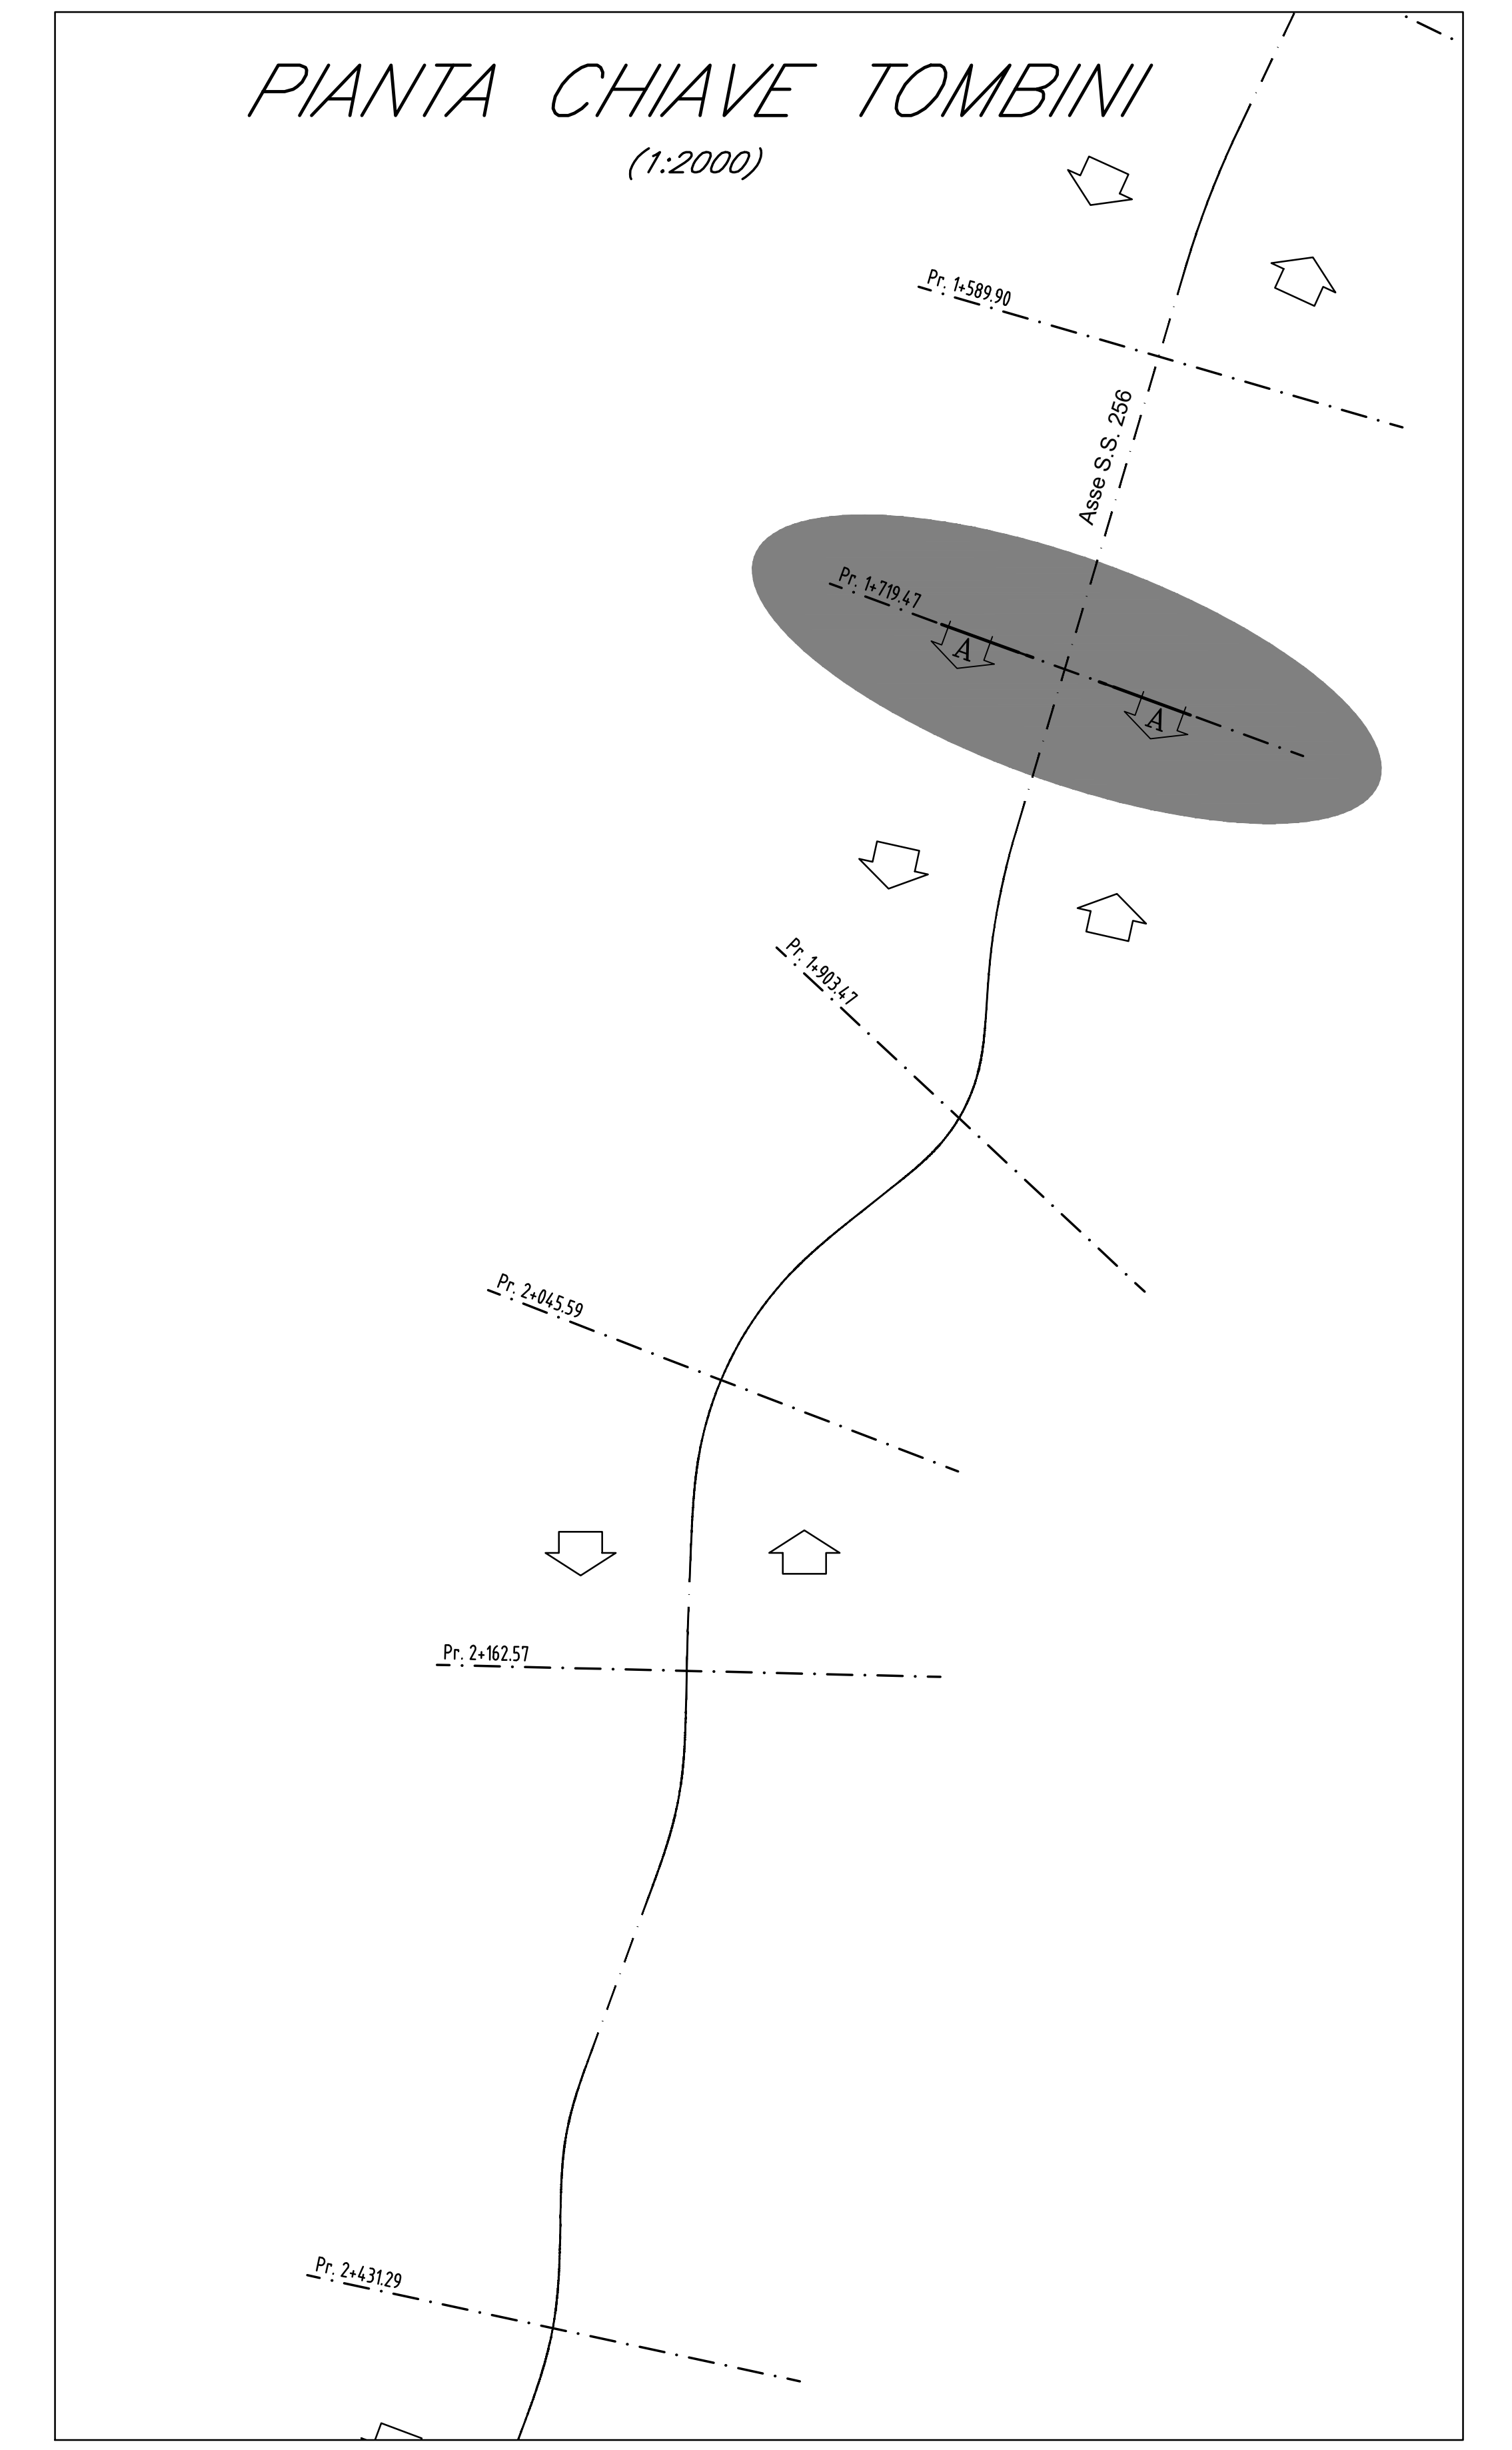 PIANTA CHIAVE TOMBINI
(1:2000)
Pr. 1+589.90
Asse S.S. 256
Pr. 1+719.47
A
A
Pr. 1+903.47
Pr. 2+045.59
Pr. 2+162.57
Pr. 2+431.29